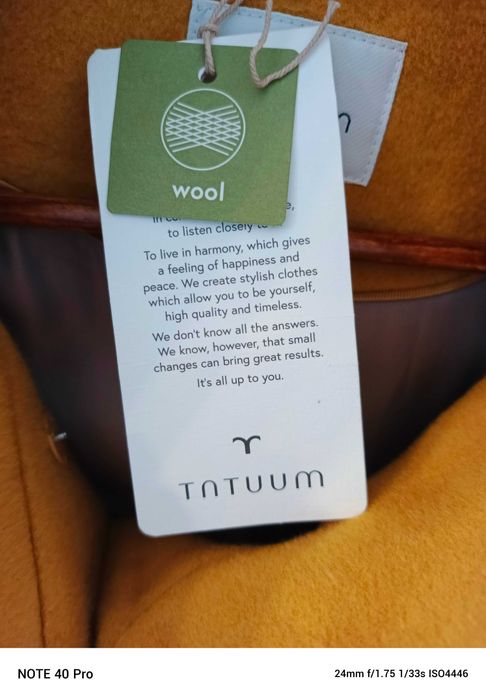 wool
to listen closely
To live in harmony, which gives
a feeling of happiness and
peace. We create stylish clothes
which allow you to be yourself,
high quality and timeless.
We don't know all the answers.
We know, however, that small
changes can bring great results.
It's all up to you.
TATUUM
NOTE 40 Pro
24mm f/1.75 1/33s ISO4446